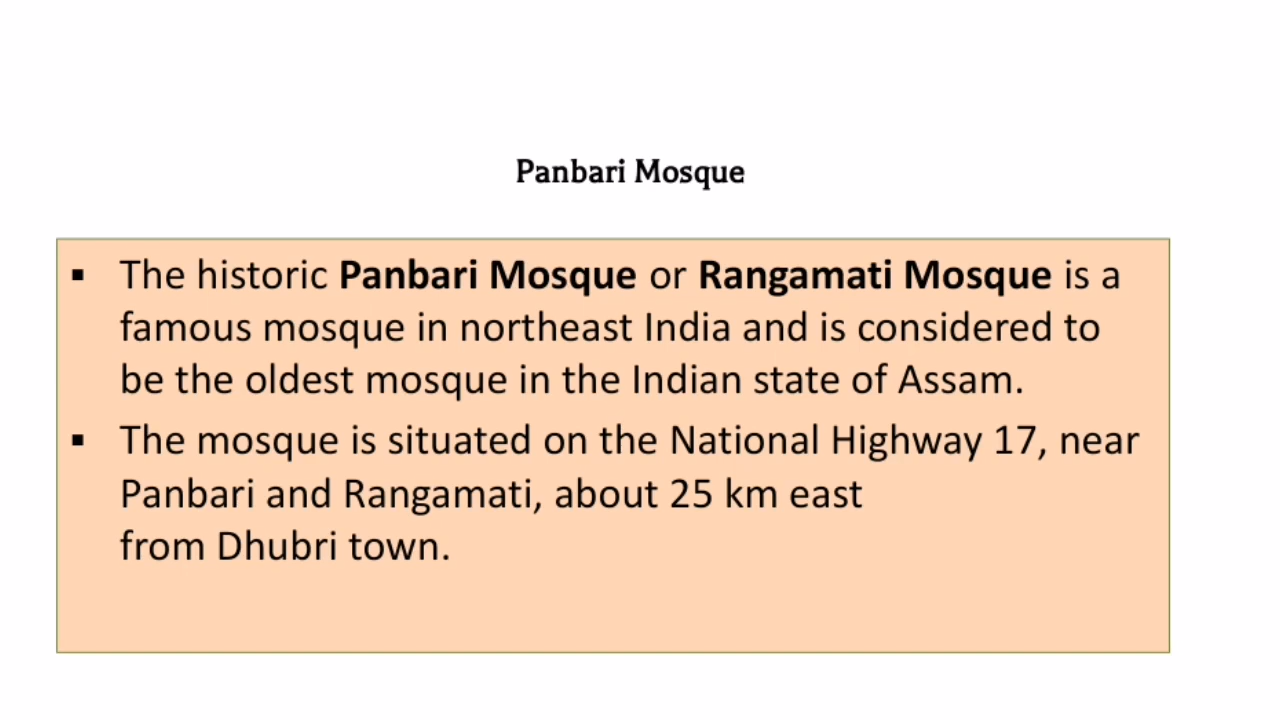 Panbari Mosque
▪ The historic Panbari Mosque or Rangamati Mosque is a
famous mosque in northeast India and is considered to
be the oldest mosque in the Indian state of Assam.
▪ The mosque is situated on the National Highway 17, near
Panbari and Rangamati, about 25 km east
from Dhubri town.